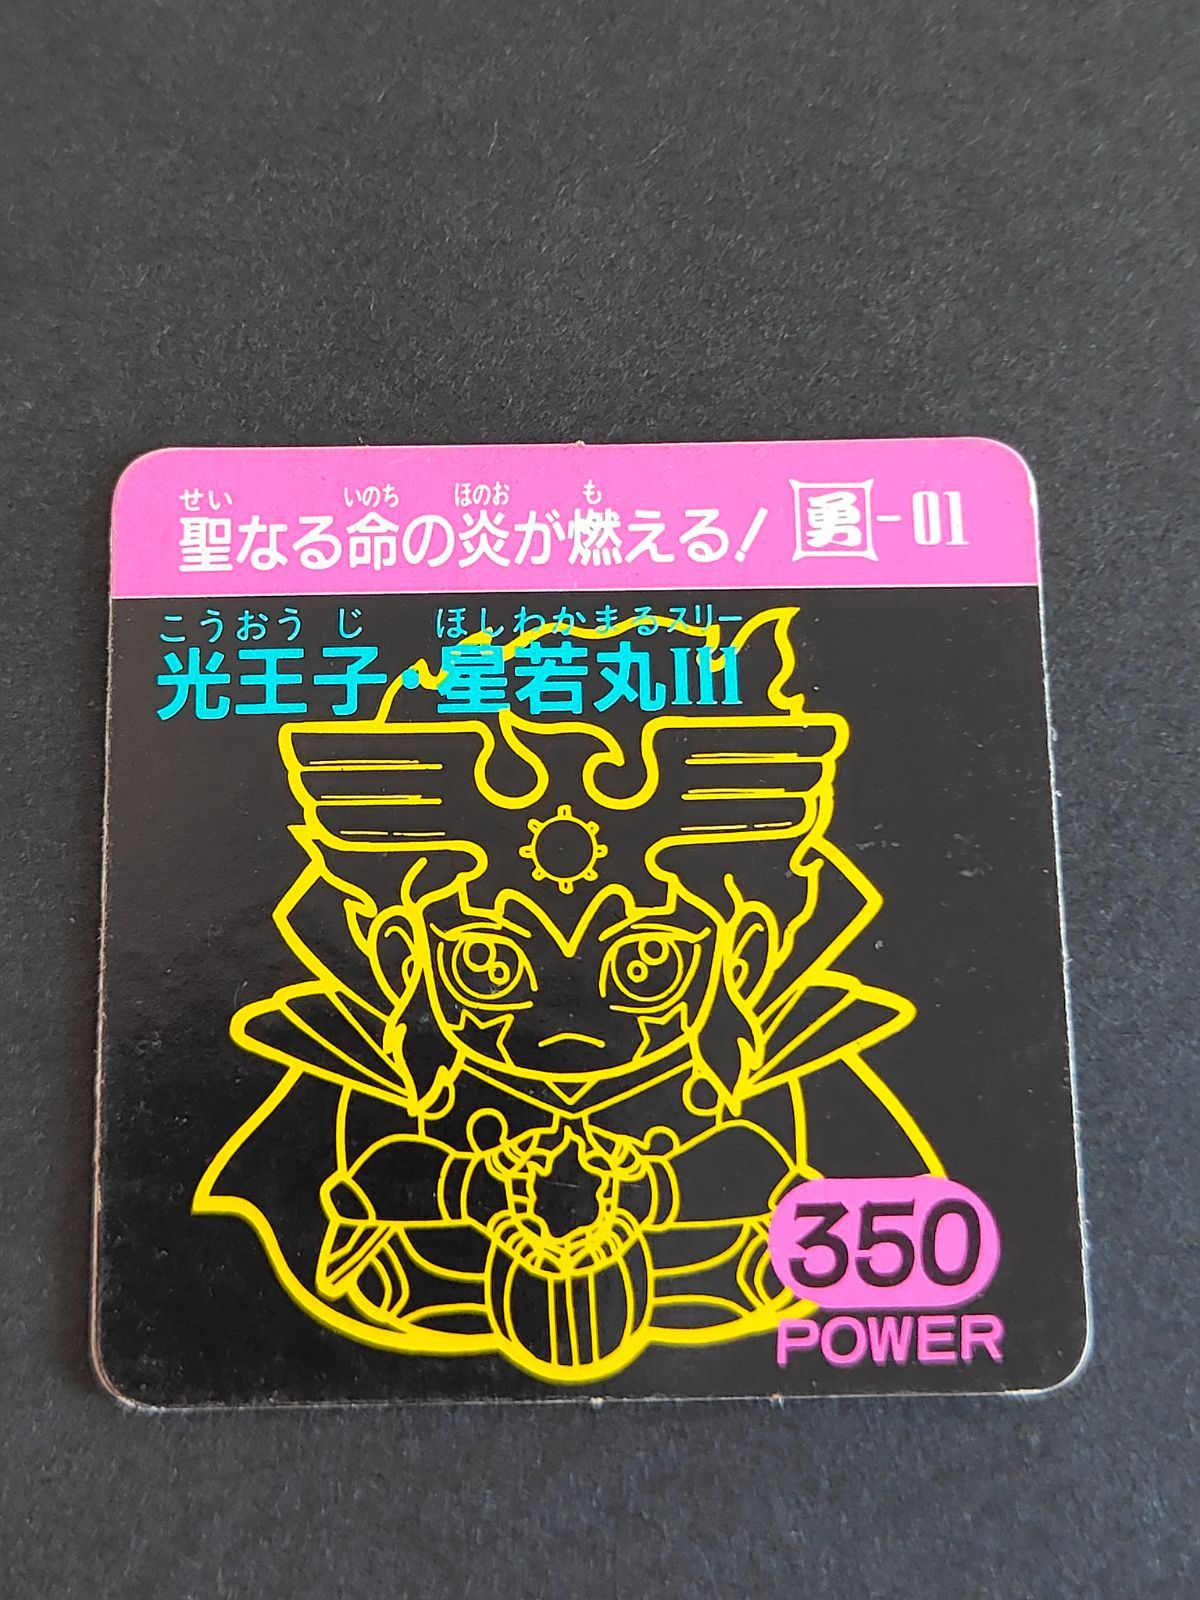 せい いのち ほのお も
聖なる命の炎が燃える! 勇-01
こうおうじ ほしわかまるスリー
光王子・星若丸III
350
POWER